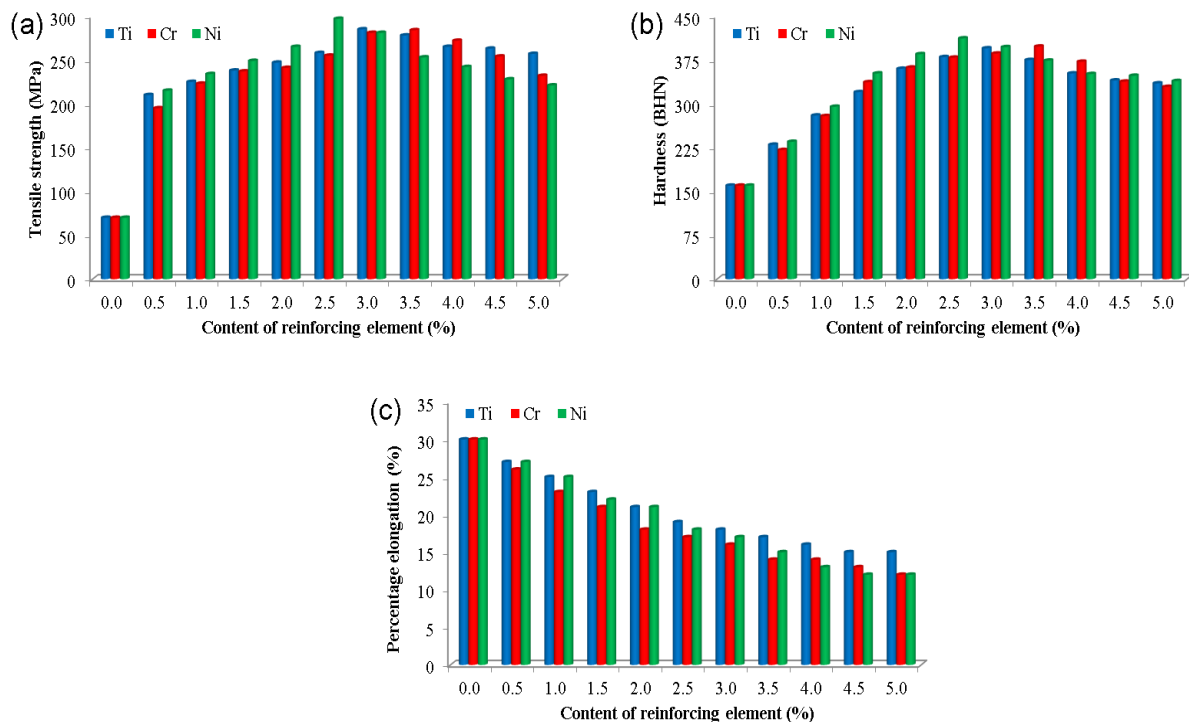 (a)
Ti Cr Ni
Tensile strength (MPa)
300
250
200
150
100
50
0
0.0 0.5 1.0 1.5 2.0 2.5 3.0 3.5 4.0 4.5 5.0
Content of reinforcing element (%)
(b)
Ti Cr Ni
Hardness (BHN)
450
375
300
225
150
75
0
0.0 0.5 1.0 1.5 2.0 2.5 3.0 3.5 4.0 4.5 5.0
Content of reinforcing element (%)
(c)
Ti Cr Ni
Percentage elongation (%)
35
30
25
20
15
10
5
0
0.0 0.5 1.0 1.5 2.0 2.5 3.0 3.5 4.0 4.5 5.0
Content of reinforcing element (%)